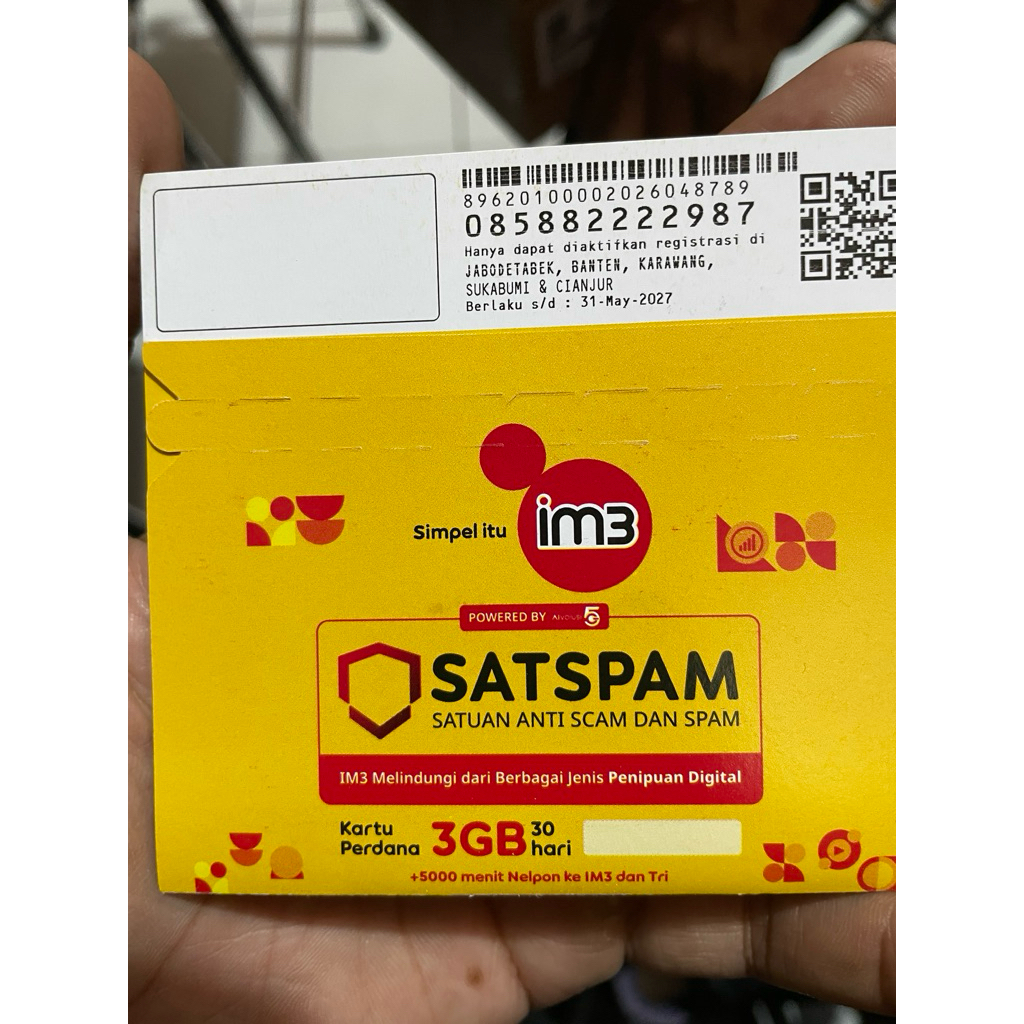 89620100002026048789
085882222987
Hanya dapat diaktifkan registrasi di
JABODETABEK, BANTEN, KARAWANG,
SUKABUMI & CIANJUR
Berlaku s/d : 31-May-2027
Simpel itu im3
POWERED BY AIVolusi5G
SATSPAM
SATUAN ANTI SCAM DAN SPAM
IM3 Melindungi dari Berbagai Jenis Penipuan Digital
Kartu Perdana 3GB 30 hari
+5000 menit Nelpon ke IM3 dan Tri